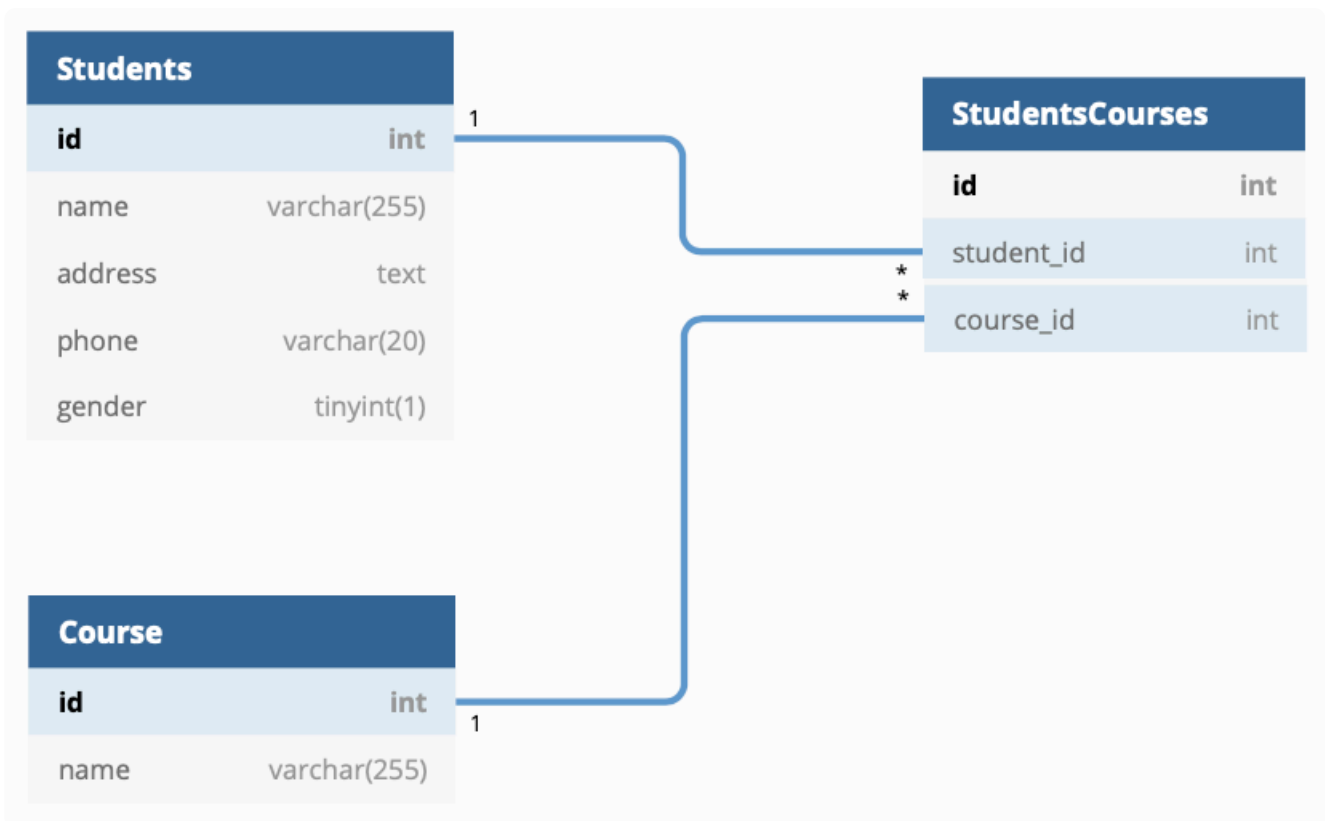 Students
id int
name varchar(255)
address text
phone varchar(20)
gender tinyint(1)
1
StudentsCourses
id int
student_id int
course_id int
*
*
Course
id int
name varchar(255)
1